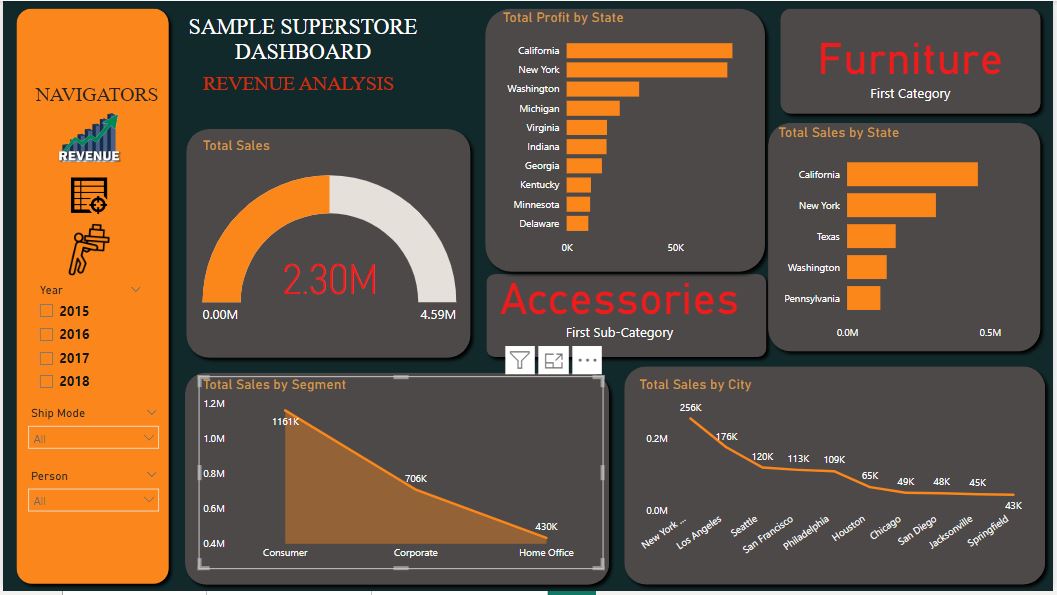 NAVIGATORS
REVENUE
Year
2015
2016
2017
2018
Ship Mode
All
Person
All
SAMPLE SUPERSTORE
DASHBOARD
REVENUE ANALYSIS
Total Sales
2.30M
0.00M
4.59M
Total Profit by State
California
New York
Washington
Michigan
Virginia
Indiana
Georgia
Kentucky
Minnesota
Delaware
0K
50K
Furniture
First Category
Accessories
First Sub-Category
Total Sales by State
California
New York
Texas
Washington
Pennsylvania
0.0M
0.5M
Total Sales by Segment
1.2M
1.0M
0.8M
0.6M
0.4M
1161K
706K
430K
Consumer
Corporate
Home Office
Total Sales by City
0.2M
0.0M
256K
176K
120K
113K
109K
65K
49K
48K
45K
43K
New York ...
Los Angeles
Seattle
San Francisco
Philadelphia
Houston
Chicago
San Diego
Jacksonville
Springfield